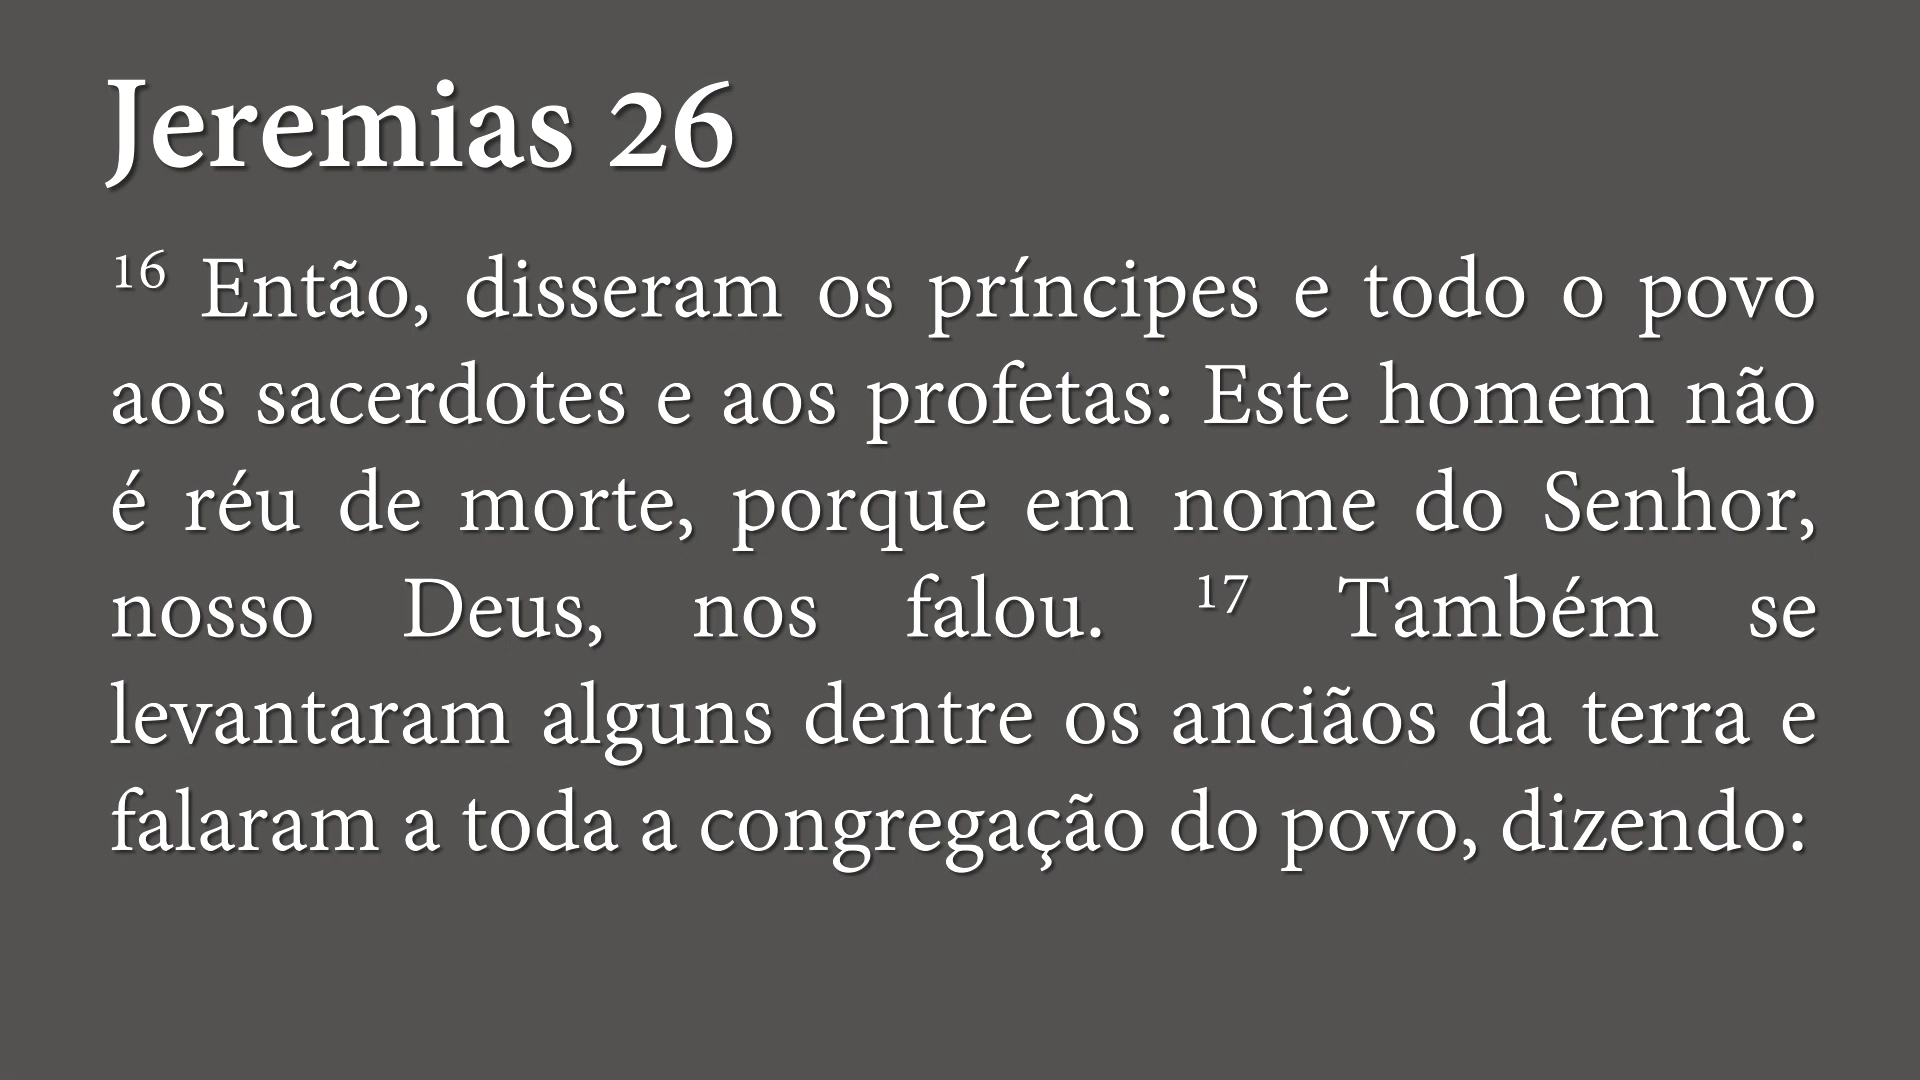 Jeremias 26
16 Então, disseram os príncipes e todo o povo
aos sacerdotes e aos profetas: Este homem não
é réu de morte, porque em nome do Senhor,
nosso Deus, nos falou. 17 Também se
levantaram alguns dentre os anciãos da terra e
falaram a toda a congregação do povo, dizendo: